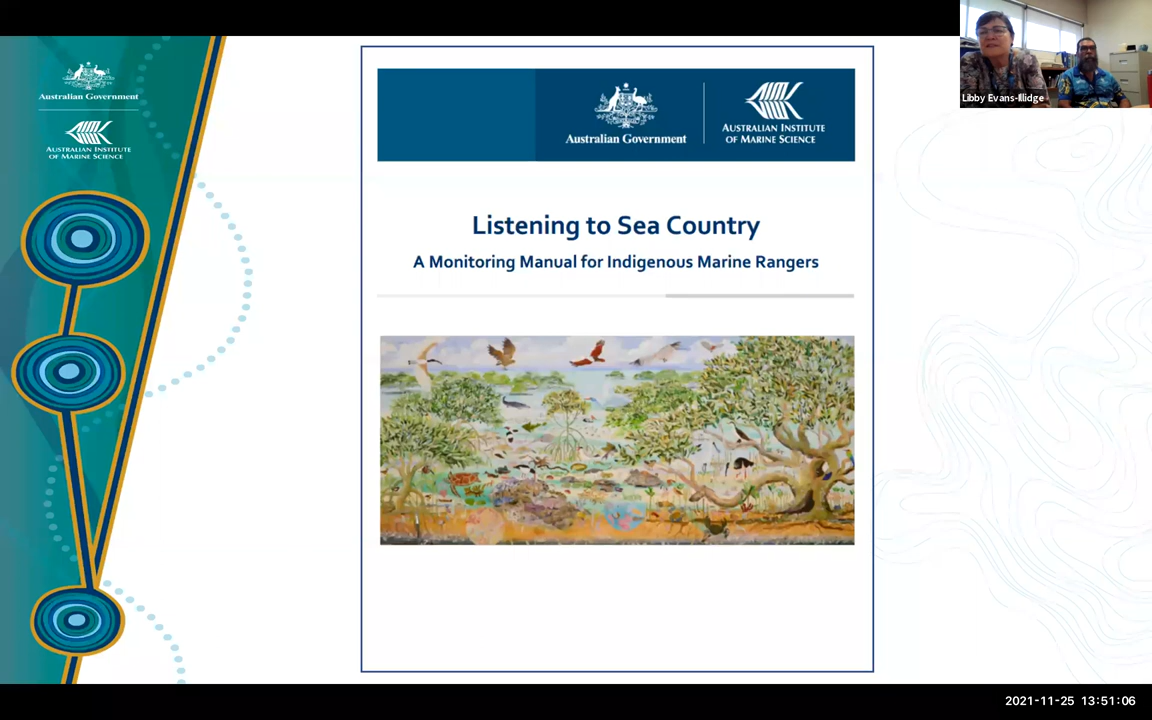 Australian Government
AUSTRALIAN INSTITUTE
OF MARINE SCIENCE
Australian Government
AUSTRALIAN INSTITUTE
OF MARINE SCIENCE
Listening to Sea Country
A Monitoring Manual for Indigenous Marine Rangers
Libby Evans-Illidge
2021-11-25 13:51:06